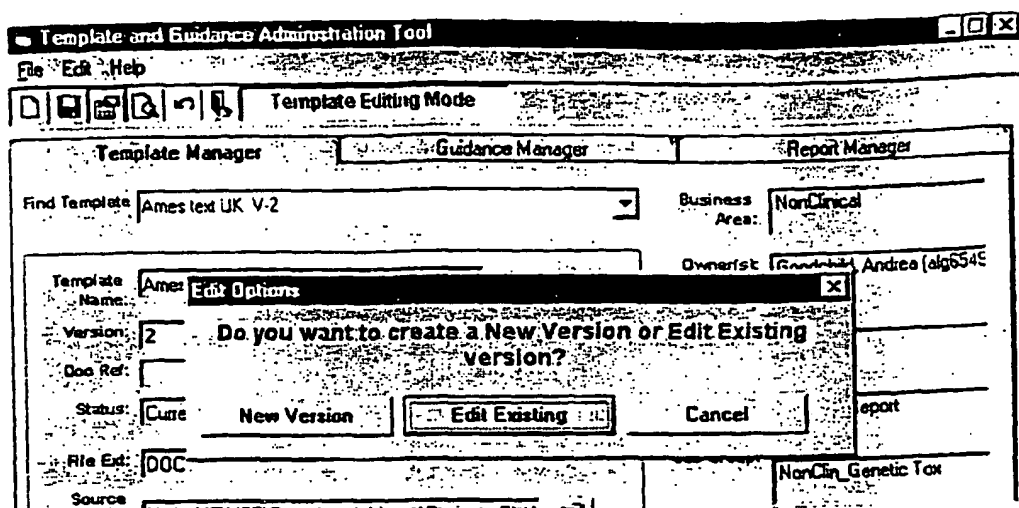 Template and Guidance Administration Tool
File Edit Help
Template Editing Mode
Template Manager Guidance Manager Report Manager
Find Template Ames text UK V-2
Business Area: NonClinical
Owner(s): Andrea
Template Name: Ames
Edit Options
Version: 2
Do you want to create a New Version or Edit Existing version?
Doc Ref:
Status: Curre
New Version Edit Existing Cancel
eport
File Ext: DOC
NonClin_Genetic Tox
Source